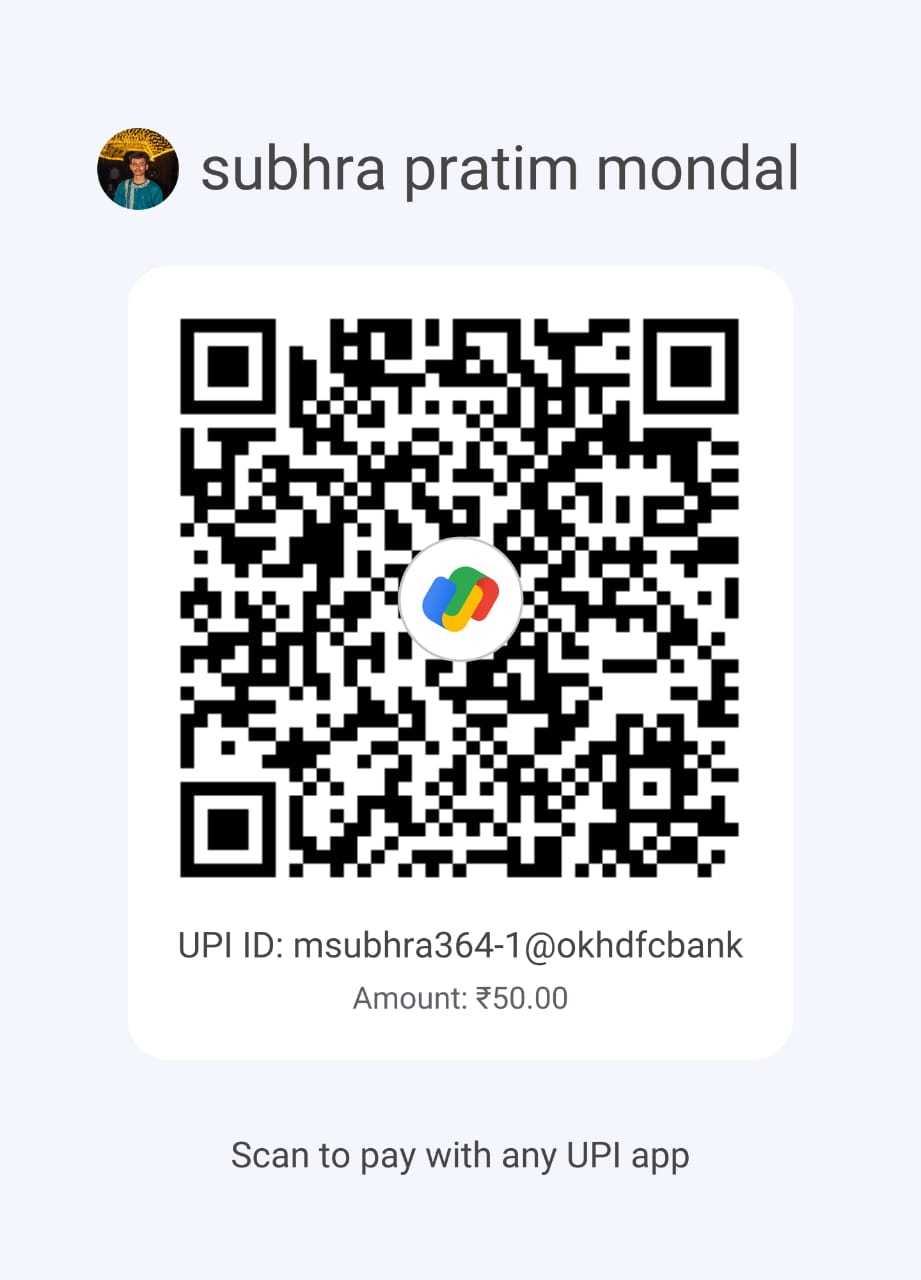 subhra pratim mondal
UPI ID: msubhra364-1@okhdfcbank
Amount: ₹50.00
Scan to pay with any UPI app